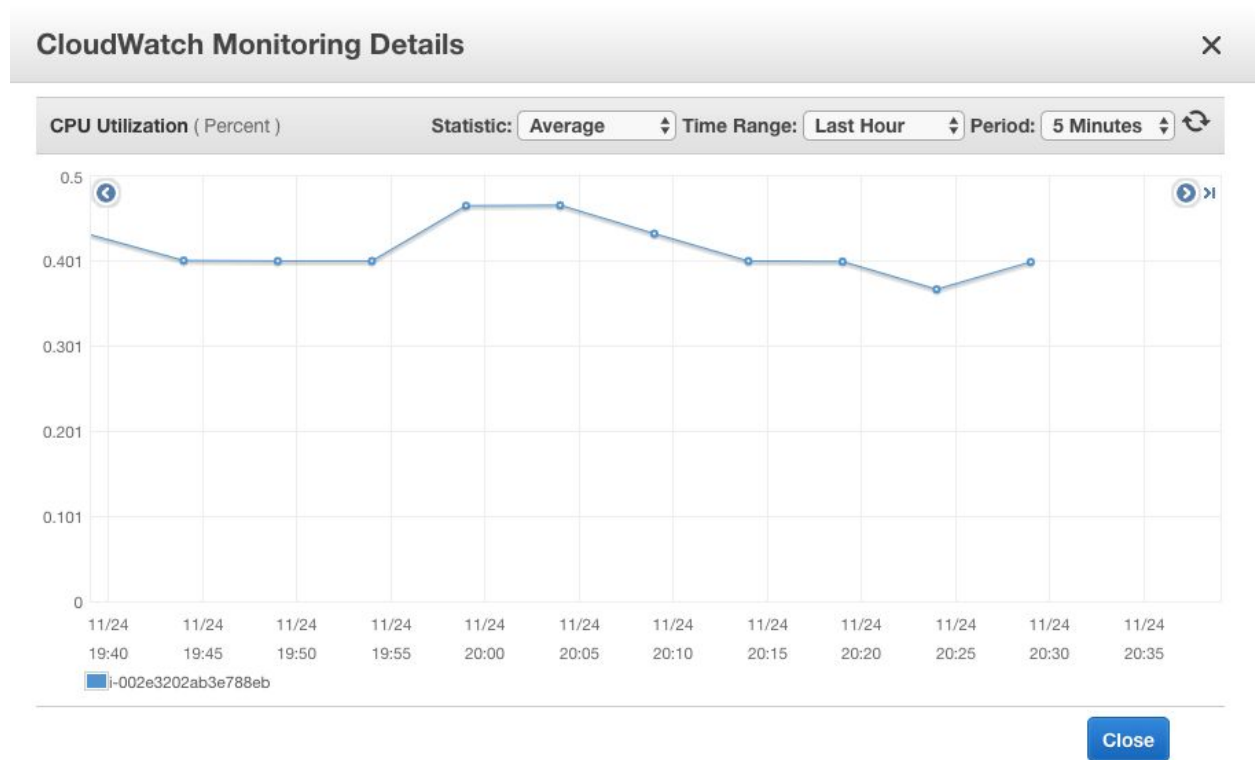 CloudWatch Monitoring Details
CPU Utilization ( Percent ) Statistic: Average Time Range: Last Hour Period: 5 Minutes
0.5
0.401
0.301
0.201
0.101
0
11/24 11/24 11/24 11/24 11/24 11/24 11/24 11/24 11/24 11/24 11/24 11/24
19:40 19:45 19:50 19:55 20:00 20:05 20:10 20:15 20:20 20:25 20:30 20:35
i-002e3202ab3e788eb
Close